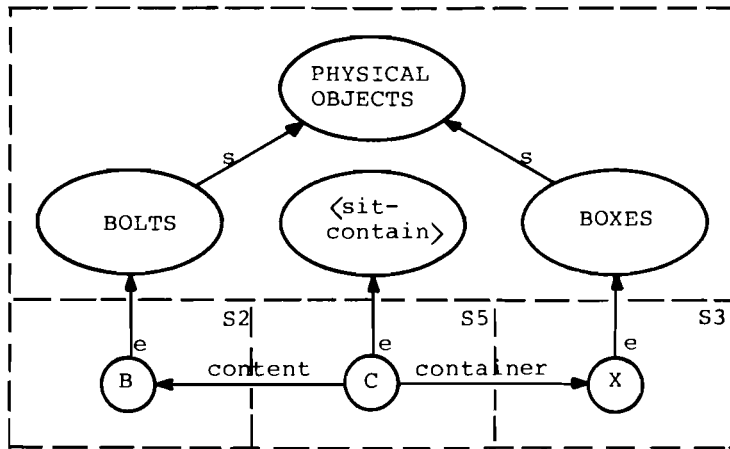 PHYSICAL
OBJECTS
s
s
BOLTS
<sit-
contain>
BOXES
S2
S5
S3
e
e
e
B
content
C
container
X